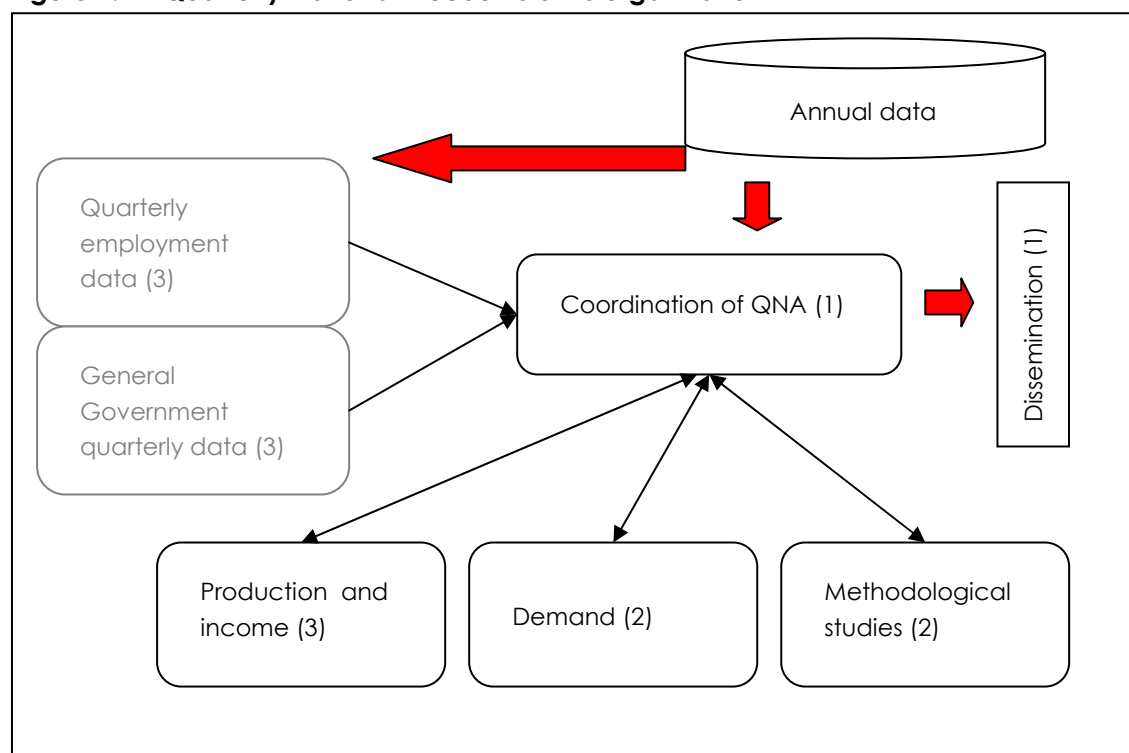 Annual data
Quarterly
employment
data (3)
Coordination of QNA (1)
Dissemination (1)
General
Government
quarterly data (3)
Production and
income (3)
Demand (2)
Methodological
studies (2)